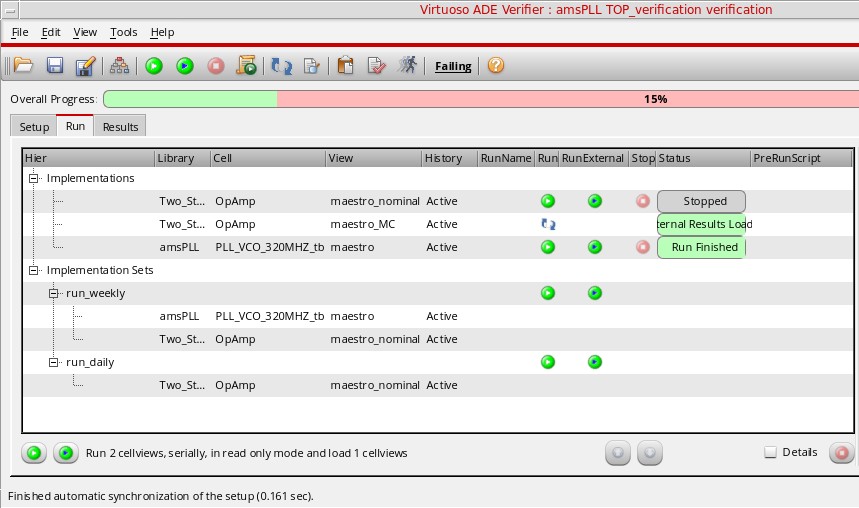 Virtuoso ADE Verifier : amsPLL TOP_verification verification
File Edit View Tools Help
Failing
Overall Progress: 15%
Setup Run Results
Hier Library Cell View History RunName Run RunExternal Stop Status PreRunScript
Implementations
Two_St... OpAmp maestro_nominal Active Stopped
Two_St... OpAmp maestro_MC Active ternal Results Load
amsPLL PLL_VCO_320MHZ_tb maestro Active Run Finished
Implementation Sets
run_weekly
amsPLL PLL_VCO_320MHZ_tb maestro Active
Two_St... OpAmp maestro_nominal Active
run_daily
Two_St... OpAmp maestro_nominal Active
Run 2 cellviews, serially, in read only mode and load 1 cellviews Details
Finished automatic synchronization of the setup (0.161 sec).